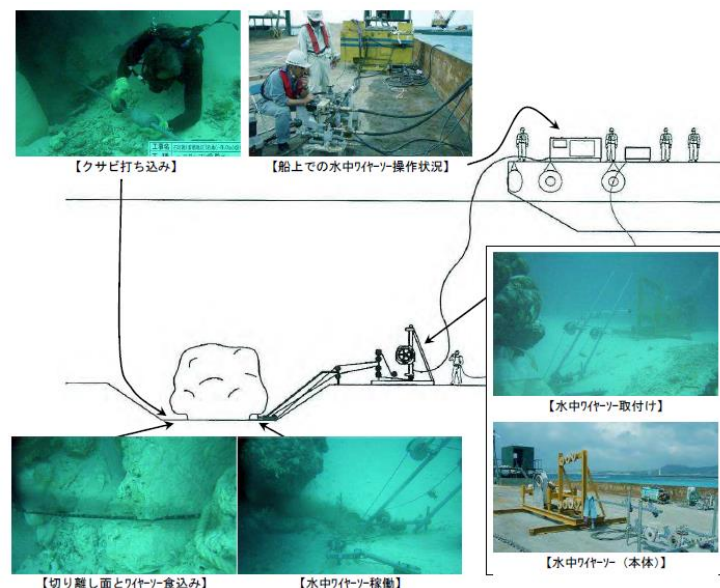 【クサビ打ち込み】
【船上での水中ワイヤーソー操作状況】
【水中ワイヤーソー取付け】
【水中ワイヤーソー（本体）】
【切り離し面とワイヤーソー食込み】
【水中ワイヤーソー稼働】